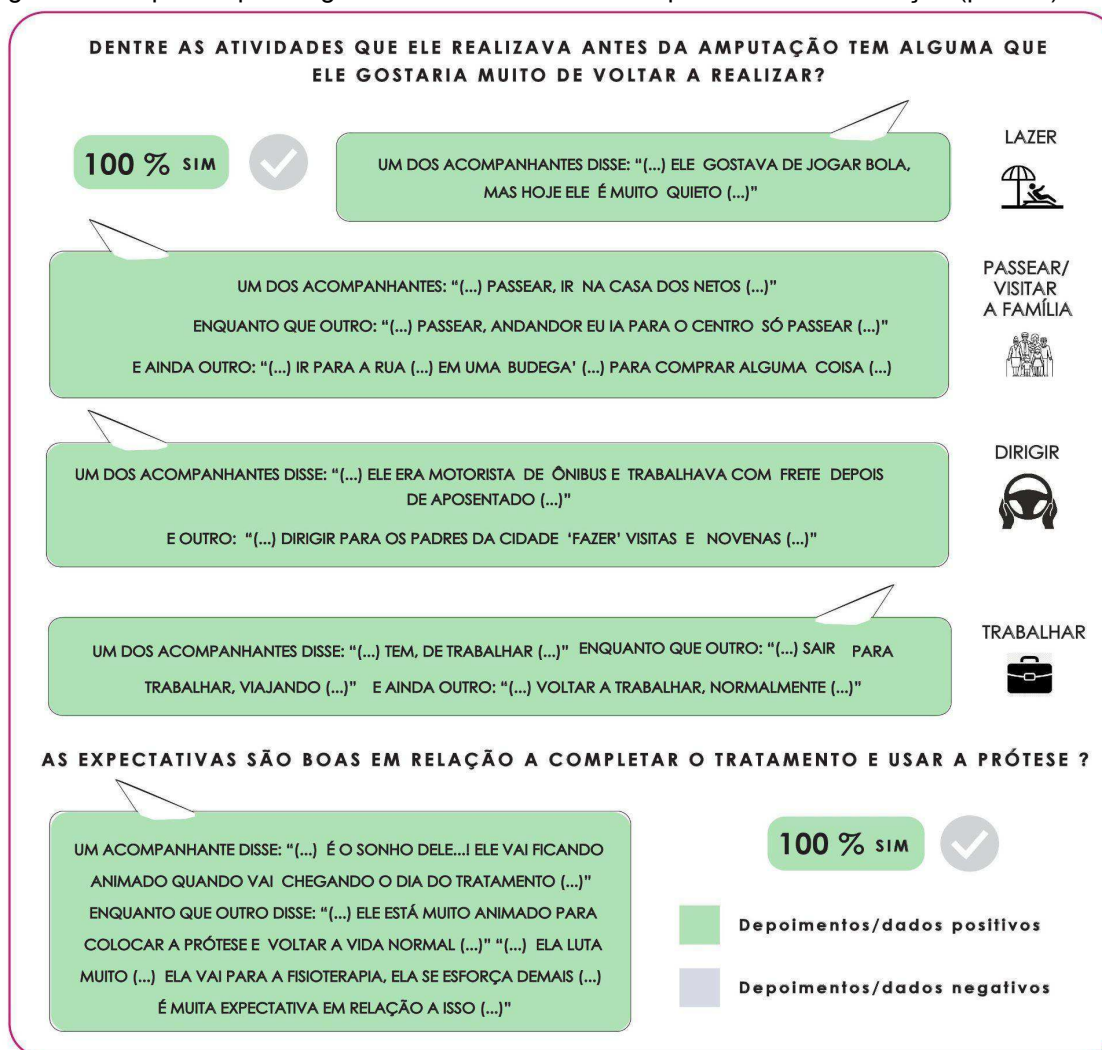 DENTRE AS ATIVIDADES QUE ELE REALIZAVA ANTES DA AMPUTAÇÃO TEM ALGUMA QUE
ELE GOSTARIA MUITO DE VOLTAR A REALIZAR?
100 % SIM
UM DOS ACOMPANHANTES DISSE: “(...) ELE GOSTAVA DE JOGAR BOLA,
MAS HOJE ELE É MUITO QUIETO (...)”
LAZER
UM DOS ACOMPANHANTES: “(...) PASSEAR, IR NA CASA DOS NETOS (...)”
ENQUANTO QUE OUTRO: “(...) PASSEAR, ANDANDOR EU IA PARA O CENTRO SÓ PASSEAR (...)”
E AINDA OUTRO: “(...) IR PARA A RUA (...) EM UMA BUDEGA’ (...) PARA COMPRAR ALGUMA COISA (...)
PASSEAR/
VISITAR
A FAMÍLIA
UM DOS ACOMPANHANTES DISSE: “(...) ELE ERA MOTORISTA DE ÔNIBUS E TRABALHAVA COM FRETE DEPOIS
DE APOSENTADO (...)”
E OUTRO: “(...) DIRIGIR PARA OS PADRES DA CIDADE ‘FAZER’ VISITAS E NOVENAS (...)”
DIRIGIR
UM DOS ACOMPANHANTES DISSE: “(...) TEM, DE TRABALHAR (...)” ENQUANTO QUE OUTRO: “(...) SAIR PARA
TRABALHAR, VIAJANDO (...)” E AINDA OUTRO: “(...) VOLTAR A TRABALHAR, NORMALMENTE (...)”
TRABALHAR
AS EXPECTATIVAS SÃO BOAS EM RELAÇÃO A COMPLETAR O TRATAMENTO E USAR A PRÓTESE ?
UM ACOMPANHANTE DISSE: “(...) É O SONHO DELE...! ELE VAI FICANDO
ANIMADO QUANDO VAI CHEGANDO O DIA DO TRATAMENTO (...)”
ENQUANTO QUE OUTRO DISSE: “(...) ELE ESTÁ MUITO ANIMADO PARA
COLOCAR A PRÓTESE E VOLTAR A VIDA NORMAL (...)” “(...) ELA LUTA
MUITO (...) ELA VAI PARA A FISIOTERAPIA, ELA SE ESFORÇA DEMAIS (...)
É MUITA EXPECTATIVA EM RELAÇÃO A ISSO (...)”
100 % SIM
Depoimentos/dados positivos
Depoimentos/dados negativos